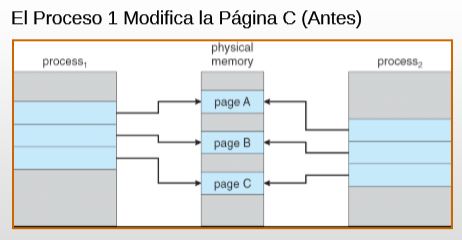 El Proceso 1 Modifica la Página C (Antes)
physical
process₁ memory process₂
page A
page B
page C